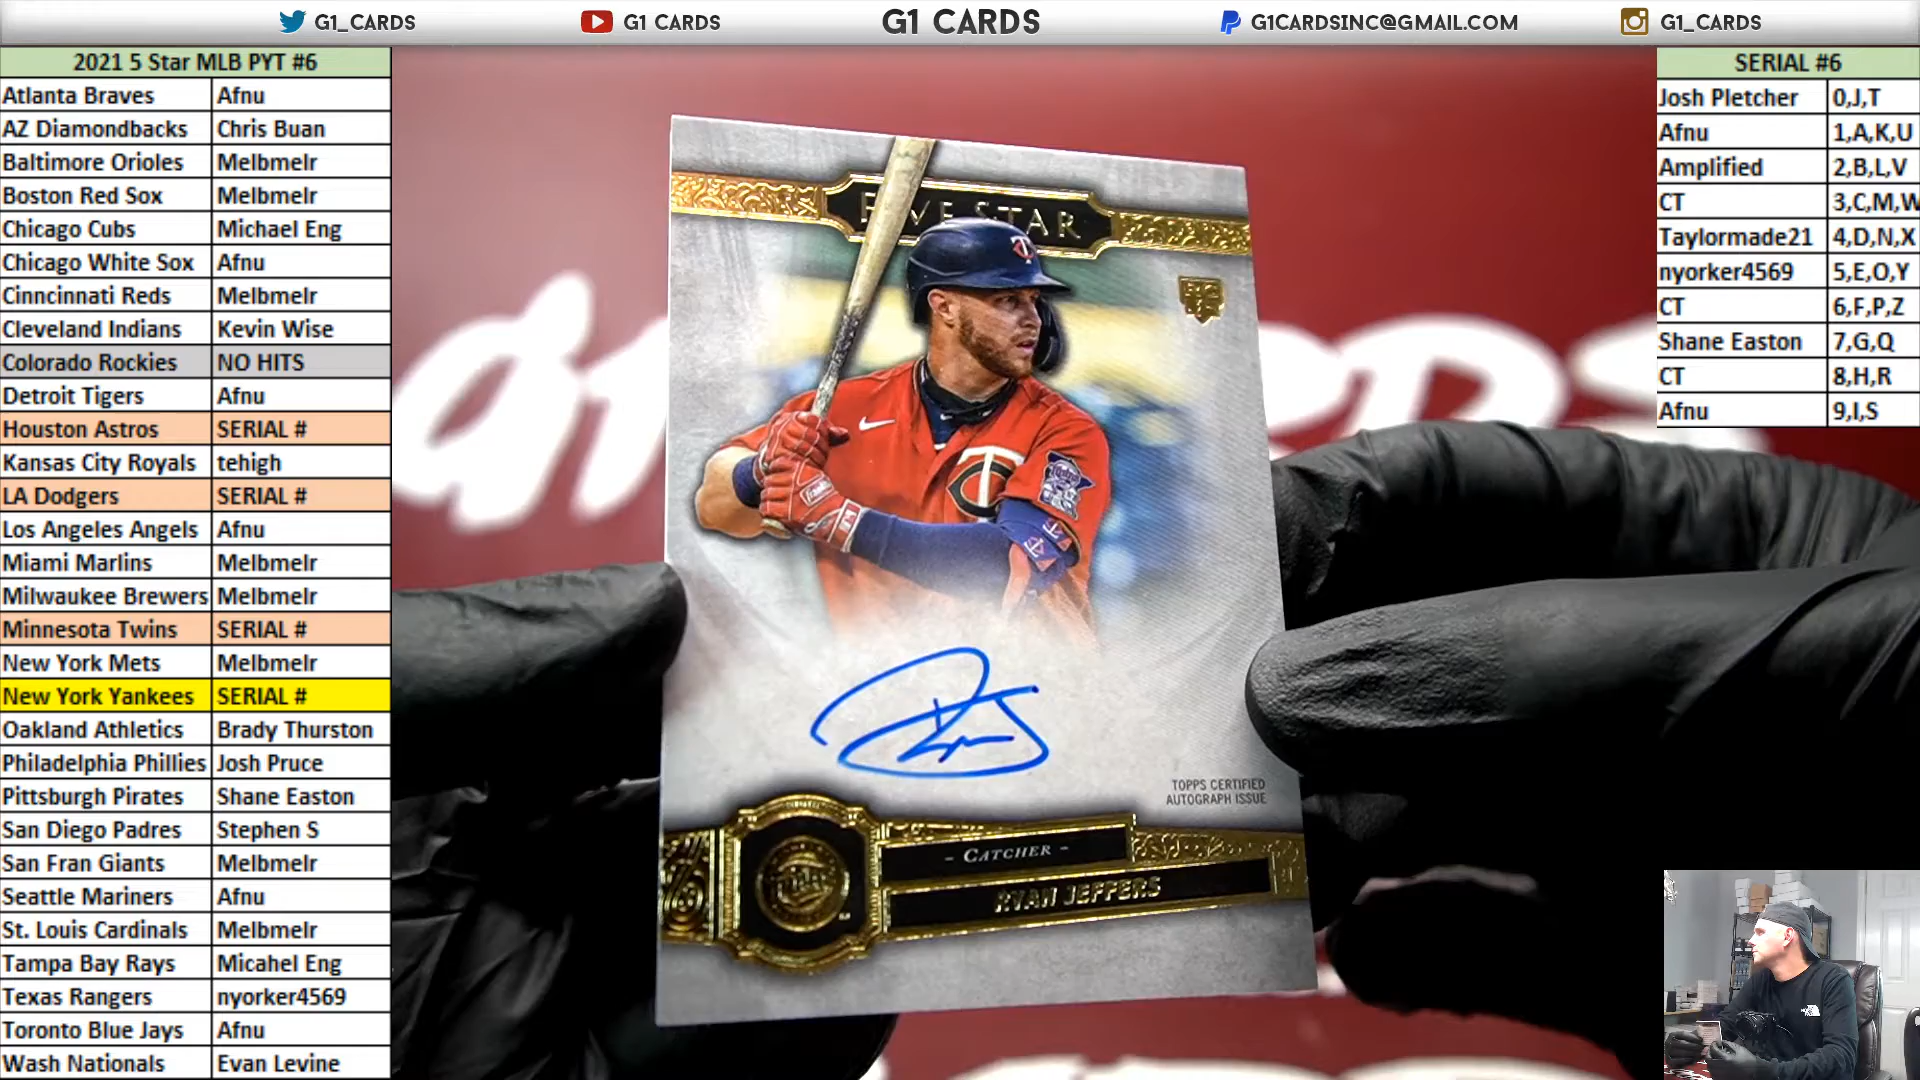 G1_CARDS
G1 CARDS
G1 CARDS
G1CARDSINC@GMAIL.COM
G1_CARDS
2021 5 Star MLB PYT #6
Atlanta Braves Afnu
AZ Diamondbacks Chris Buan
Baltimore Orioles Melbmelr
Boston Red Sox Melbmelr
Chicago Cubs Michael Eng
Chicago White Sox Afnu
Cinncinnati Reds Melbmelr
Cleveland Indians Kevin Wise
Colorado Rockies NO HITS
Detroit Tigers Afnu
Houston Astros SERIAL #
Kansas City Royals tehigh
LA Dodgers SERIAL #
Los Angeles Angels Afnu
Miami Marlins Melbmelr
Milwaukee Brewers Melbmelr
Minnesota Twins SERIAL #
New York Mets Melbmelr
New York Yankees SERIAL #
Oakland Athletics Brady Thurston
Philadelphia Phillies Josh Pruce
Pittsburgh Pirates Shane Easton
San Diego Padres Stephen S
San Fran Giants Melbmelr
Seattle Mariners Afnu
St. Louis Cardinals Melbmelr
Tampa Bay Rays Micahel Eng
Texas Rangers nyorker4569
Toronto Blue Jays Afnu
Wash Nationals Evan Levine
FIVE STAR
RC
TC
TOPPS CERTIFIED
AUTOGRAPH ISSUE
- CATCHER -
RYAN JEFFERS
SERIAL #6
Josh Pletcher 0,J,T
Afnu 1,A,K,U
Amplified 2,B,L,V
CT 3,C,M,W
Taylormade21 4,D,N,X
nyorker4569 5,E,O,Y
CT 6,F,P,Z
Shane Easton 7,G,Q
CT 8,H,R
Afnu 9,I,S